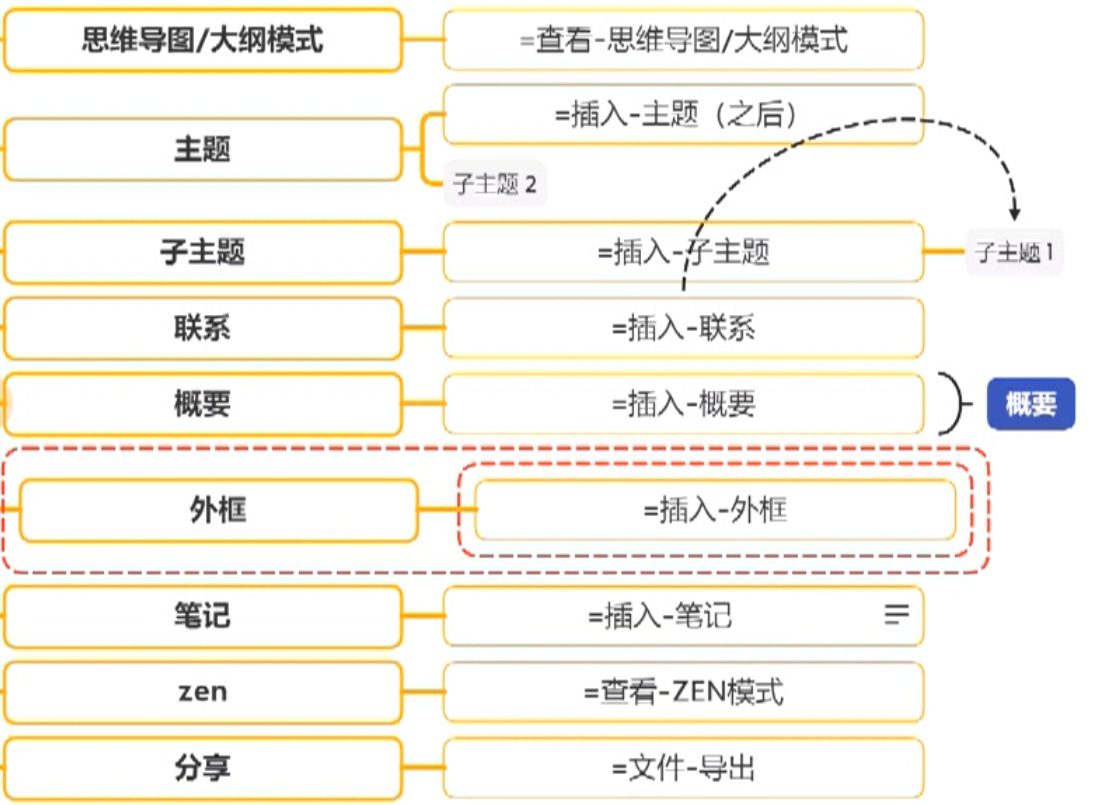 思维导图/大纲模式
=查看-思维导图/大纲模式
主题
=插入-主题（之后）
子主题 2
子主题
=插入-子主题
子主题 1
联系
=插入-联系
概要
=插入-概要
概要
外框
=插入-外框
笔记
=插入-笔记
zen
=查看-ZEN模式
分享
=文件-导出